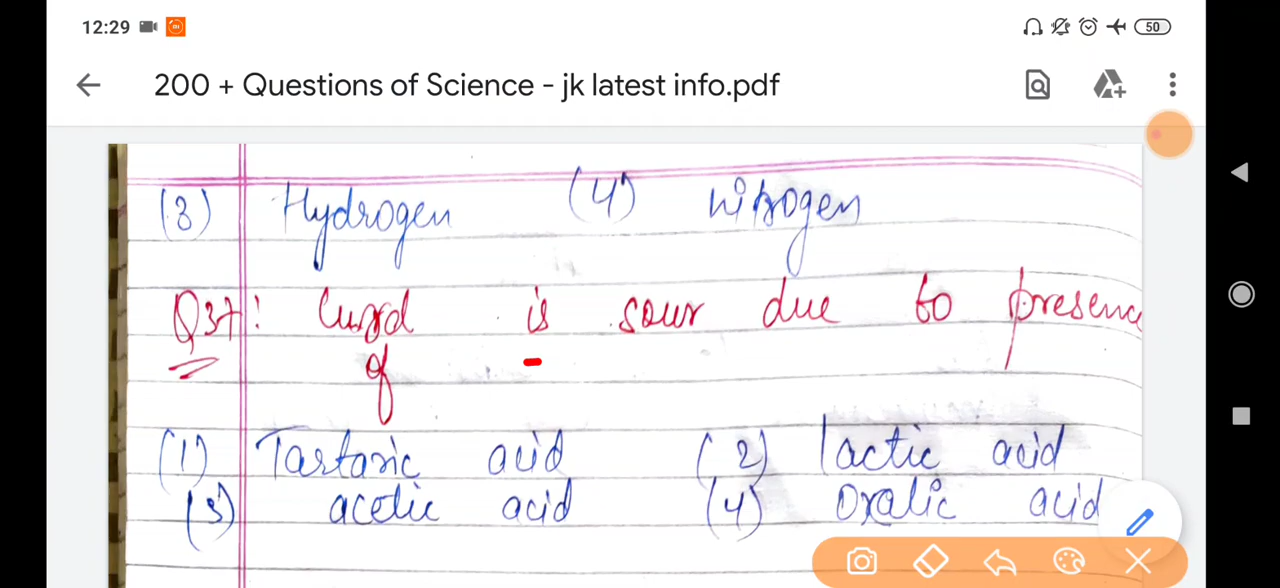 12:29
50
200 + Questions of Science - jk latest info.pdf
(3) Hydrogen (4) Nitrogen
Q37: Curd is sour due to presence
of
(1) Tartaric acid (2) lactic acid
(3) acetic acid (4) Oxalic acid